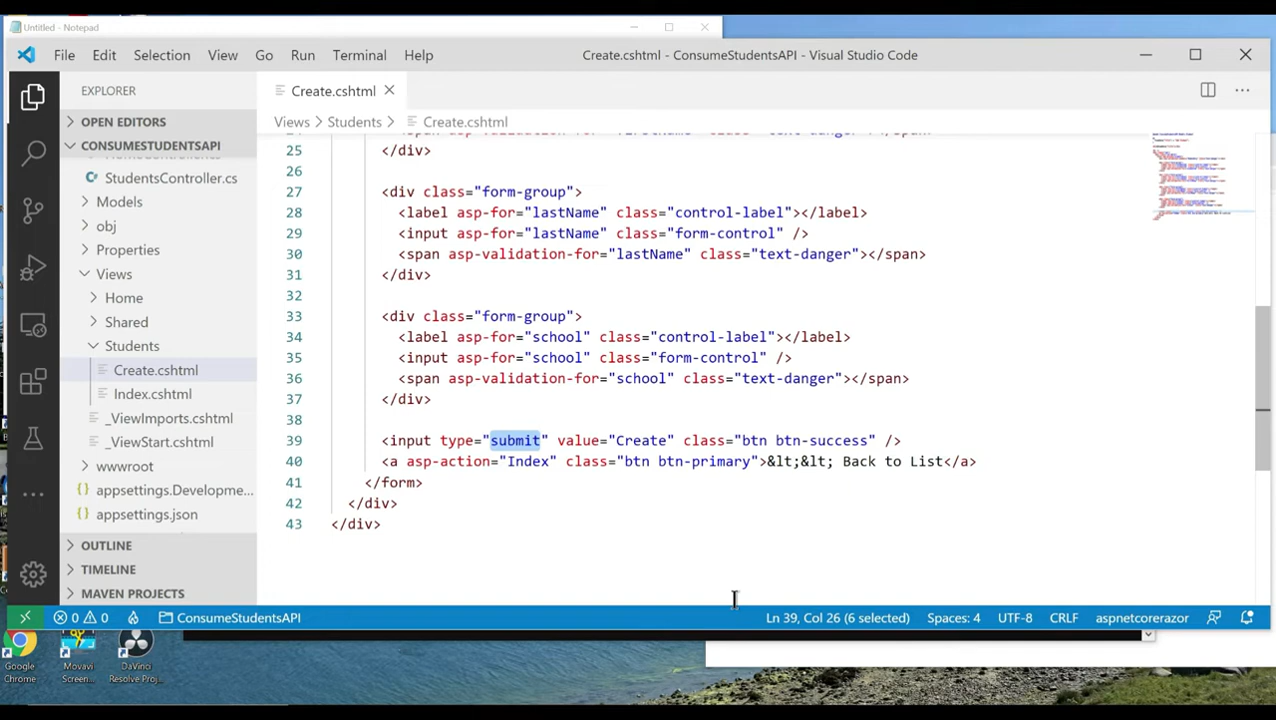 Untitled - Notepad
File Edit Selection View Go Run Terminal Help
Create.cshtml - ConsumeStudentsAPI - Visual Studio Code
EXPLORER
OPEN EDITORS
CONSUMESTUDENTSAPI
StudentsController.cs
Models
obj
Properties
Views
Home
Shared
Students
Create.cshtml
Index.cshtml
_ViewImports.cshtml
_ViewStart.cshtml
wwwroot
appsettings.Developme...
appsettings.json
OUTLINE
TIMELINE
MAVEN PROJECTS
Create.cshtml
Views > Students > Create.cshtml
25 </div>
26
27 <div class="form-group">
28 <label asp-for="lastName" class="control-label"></label>
29 <input asp-for="lastName" class="form-control" />
30 <span asp-validation-for="lastName" class="text-danger"></span>
31 </div>
32
33 <div class="form-group">
34 <label asp-for="school" class="control-label"></label>
35 <input asp-for="school" class="form-control" />
36 <span asp-validation-for="school" class="text-danger"></span>
37 </div>
38
39 <input type="submit" value="Create" class="btn btn-success" />
40 <a asp-action="Index" class="btn btn-primary">&lt;&lt; Back to List</a>
41 </form>
42 </div>
43 </div>
0 0 ConsumeStudentsAPI Ln 39, Col 26 (6 selected) Spaces: 4 UTF-8 CRLF aspnetcorerazor
Google
Chrome
Movavi
Screen...
DaVinci
Resolve Proj...